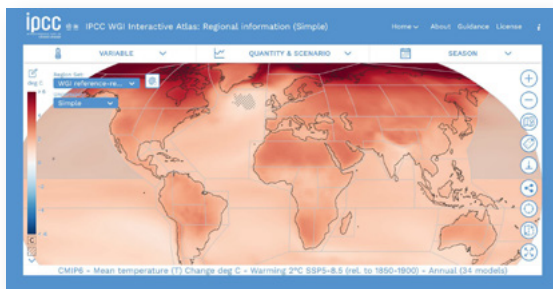 ipcc IPCC WGI Interactive Atlas: Regional information (Simple) Home About Guidance License
VARIABLE QUANTITY & SCENARIO SEASON
Region Set:
WGI reference-re...
deg C
Simple
CMIP6 - Mean temperature (T) Change deg C - Warming 2°C SSP5-8.5 (rel. to 1850-1900) - Annual (34 models)